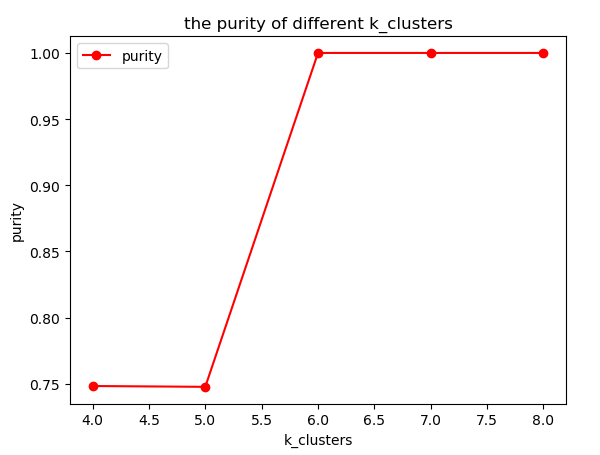 the purity of different k_clusters
purity
1.00
0.95
0.90
0.85
0.80
0.75
purity
4.0 4.5 5.0 5.5 6.0 6.5 7.0 7.5 8.0
k_clusters